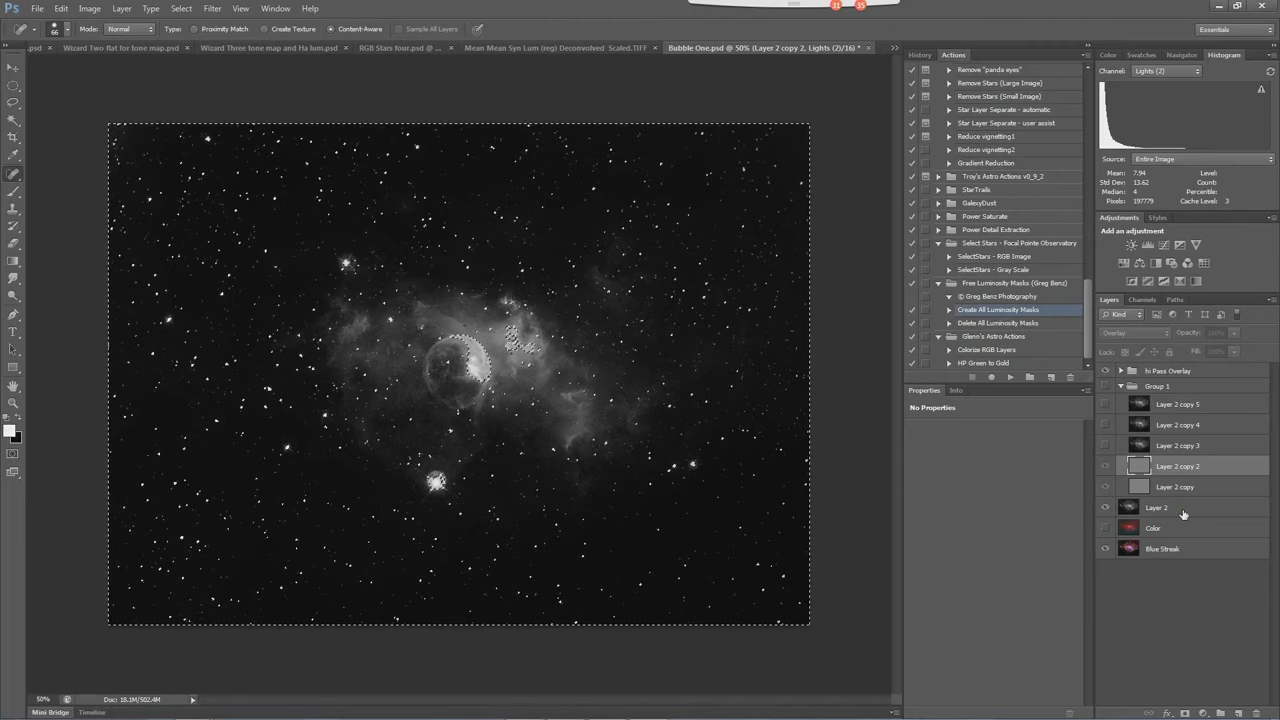 Ps File Edit Image Layer Type Select Filter View Window Help
31 35
66 Mode: Normal Type: Proximity Match Create Texture Content-Aware Sample All Layers Essentials
.psd × Wizard Two flat for tone map.psd × Wizard Three tone map and Ha lum.psd × RGB Stars four.psd @ ... × Mean Mean Syn Lum (reg) Deconvolved Scaled.TIFF × Bubble One.psd @ 50% (Layer 2 copy 2, Lights (2)/16) * ×
History Actions
Remove "panda eyes"
Remove Stars (Large Image)
Remove Stars (Small Image)
Star Layer Separate - automatic
Star Layer Separate - user assist
Reduce vignetting1
Reduce vignetting2
Gradient Reduction
Troy's Astro Actions v0_9_2
StarTrails
GalaxyDust
Power Saturate
Power Detail Extraction
Select Stars - Focal Pointe Observatory
SelectStars - RGB Image
SelectStars - Gray Scale
Free Luminosity Masks (Greg Benz)
© Greg Benz Photography
Create All Luminosity Masks
Delete All Luminosity Masks
Glenn's Astro Actions
Colorize RGB Layers
HP Green to Gold
Properties Info
No Properties
Color Swatches Navigator Histogram
Channel: Lights (2)
Source: Entire Image
Mean: 7.94 Level:
Std Dev: 13.62 Count:
Median: 4 Percentile:
Pixels: 197779 Cache Level: 3
Adjustments Styles
Add an adjustment
Layers Channels Paths
Kind
Overlay Opacity: 100%
Lock: Fill: 100%
hi Pass Overlay
Group 1
Layer 2 copy 5
Layer 2 copy 4
Layer 2 copy 3
Layer 2 copy 2
Layer 2 copy
Layer 2
Color
Blue Streak
50% Doc: 18.1M/502.4M
Mini Bridge Timeline